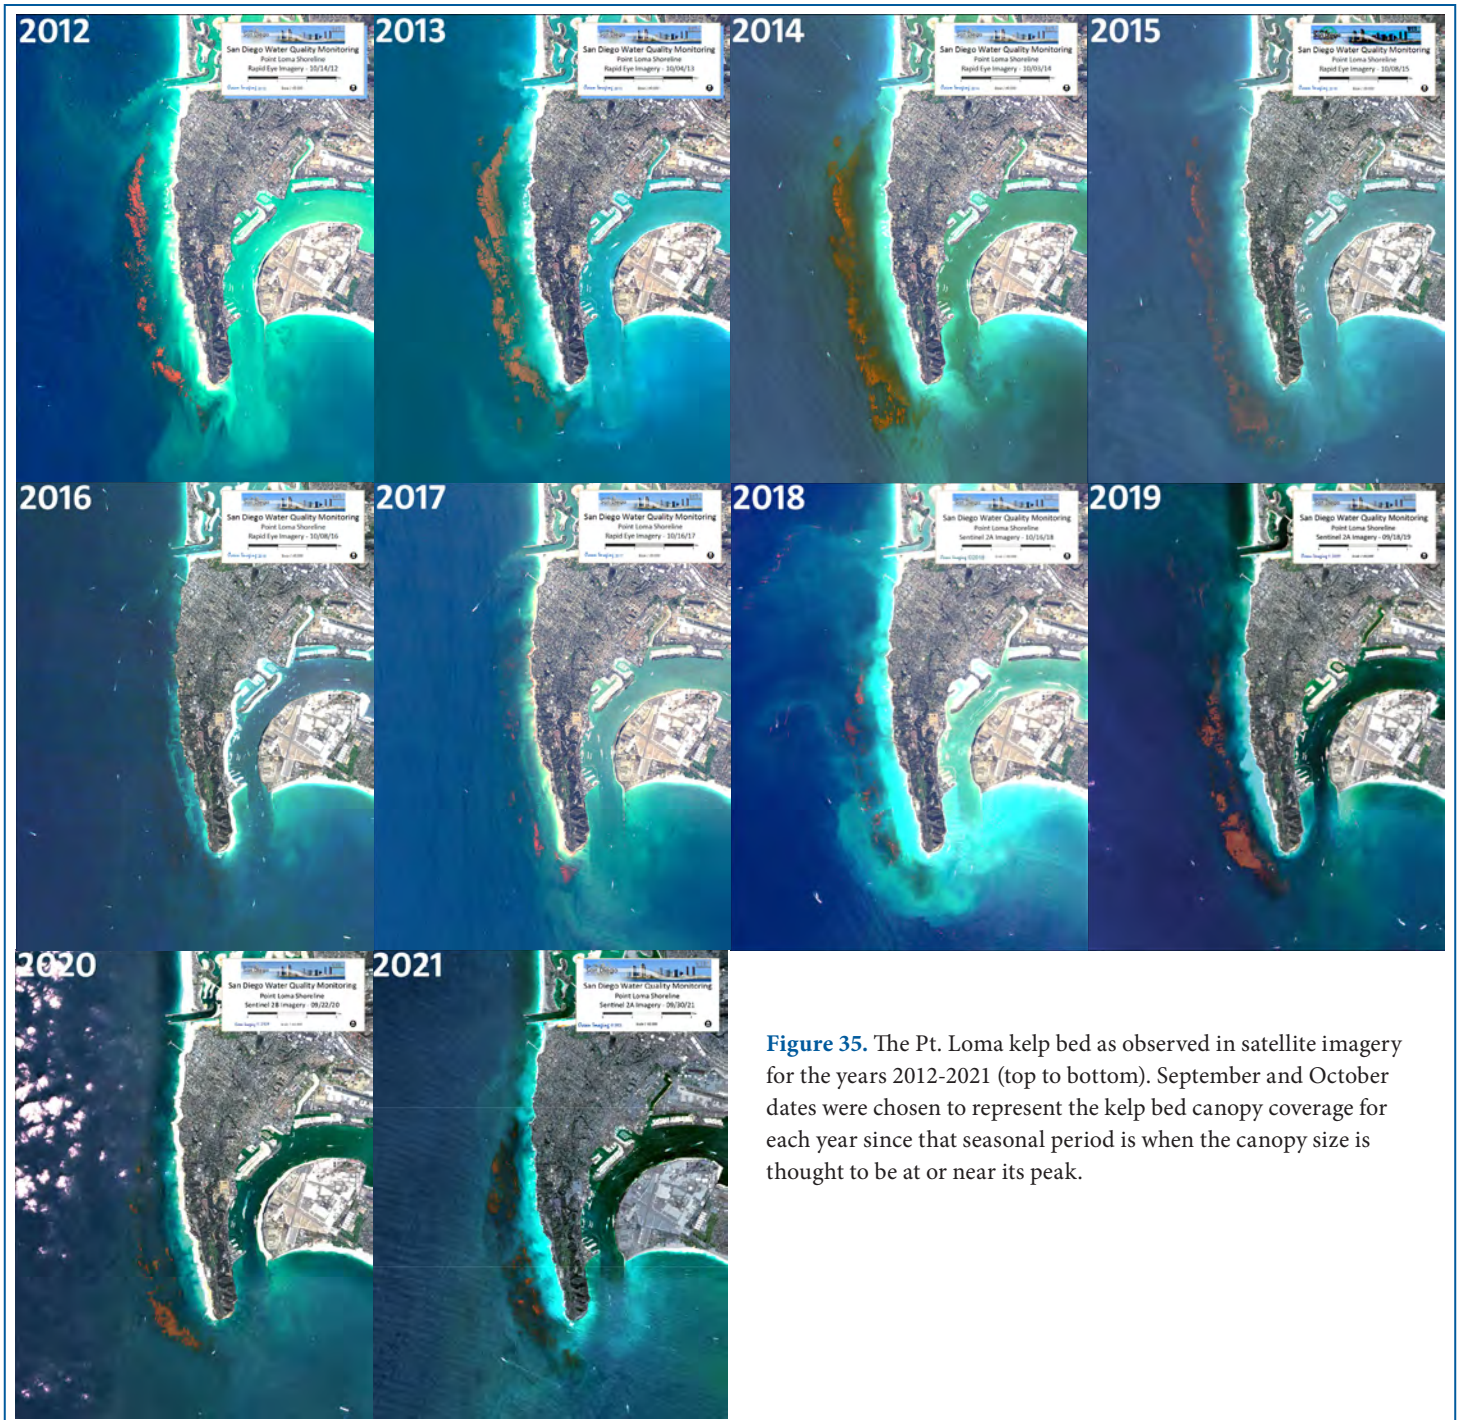 2012
San Diego Water Quality Monitoring
Point Loma Shoreline
Rapid Eye Imagery - 10/14/12
2013
San Diego Water Quality Monitoring
Point Loma Shoreline
Rapid Eye Imagery - 10/04/13
2014
San Diego Water Quality Monitoring
Point Loma Shoreline
Rapid Eye Imagery - 10/03/14
2015
San Diego Water Quality Monitoring
Point Loma Shoreline
Rapid Eye Imagery - 10/08/15
2016
San Diego Water Quality Monitoring
Point Loma Shoreline
Rapid Eye Imagery - 10/08/16
2017
San Diego Water Quality Monitoring
Point Loma Shoreline
Rapid Eye Imagery - 10/16/17
2018
San Diego Water Quality Monitoring
Point Loma Shoreline
Sentinel 2A Imagery - 10/16/18
Ocean Imaging ©2018
2019
San Diego Water Quality Monitoring
Point Loma Shoreline
Sentinel 2A Imagery - 09/18/19
2020
San Diego Water Quality Monitoring
Point Loma Shoreline
Sentinel 2B Imagery - 09/22/20
2021
San Diego
San Diego Water Quality Monitoring
Point Loma Shoreline
Sentinel 2A Imagery - 09/30/21
Figure 35. The Pt. Loma kelp bed as observed in satellite imagery
for the years 2012-2021 (top to bottom). September and October
dates were chosen to represent the kelp bed canopy coverage for
each year since that seasonal period is when the canopy size is
thought to be at or near its peak.